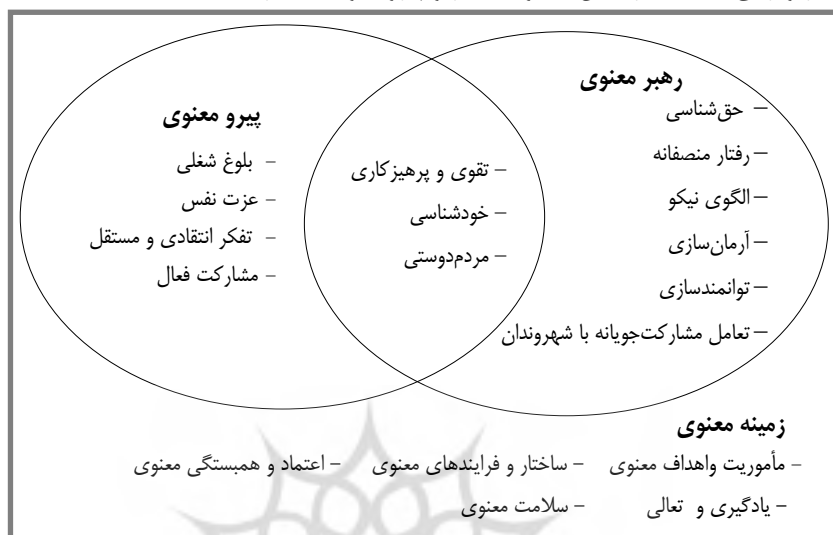 رهبر معنوی
– حق‌شناسی
– رفتار منصفانه
– الگوی نیکو
– آرمان‌سازی
– توانمندسازی
– تعامل مشارکت‌جویانه با شهروندان
– تقوی و پرهیزکاری
– خودشناسی
– مردم‌دوستی
پیرو معنوی
- بلوغ شغلی
- عزت نفس
- تفکر انتقادی و مستقل
- مشارکت فعال
زمینه معنوی
- مأموریت واهداف معنوی – ساختار و فرایندهای معنوی – اعتماد و همبستگی معنوی
– یادگیری و تعالی – سلامت معنوی